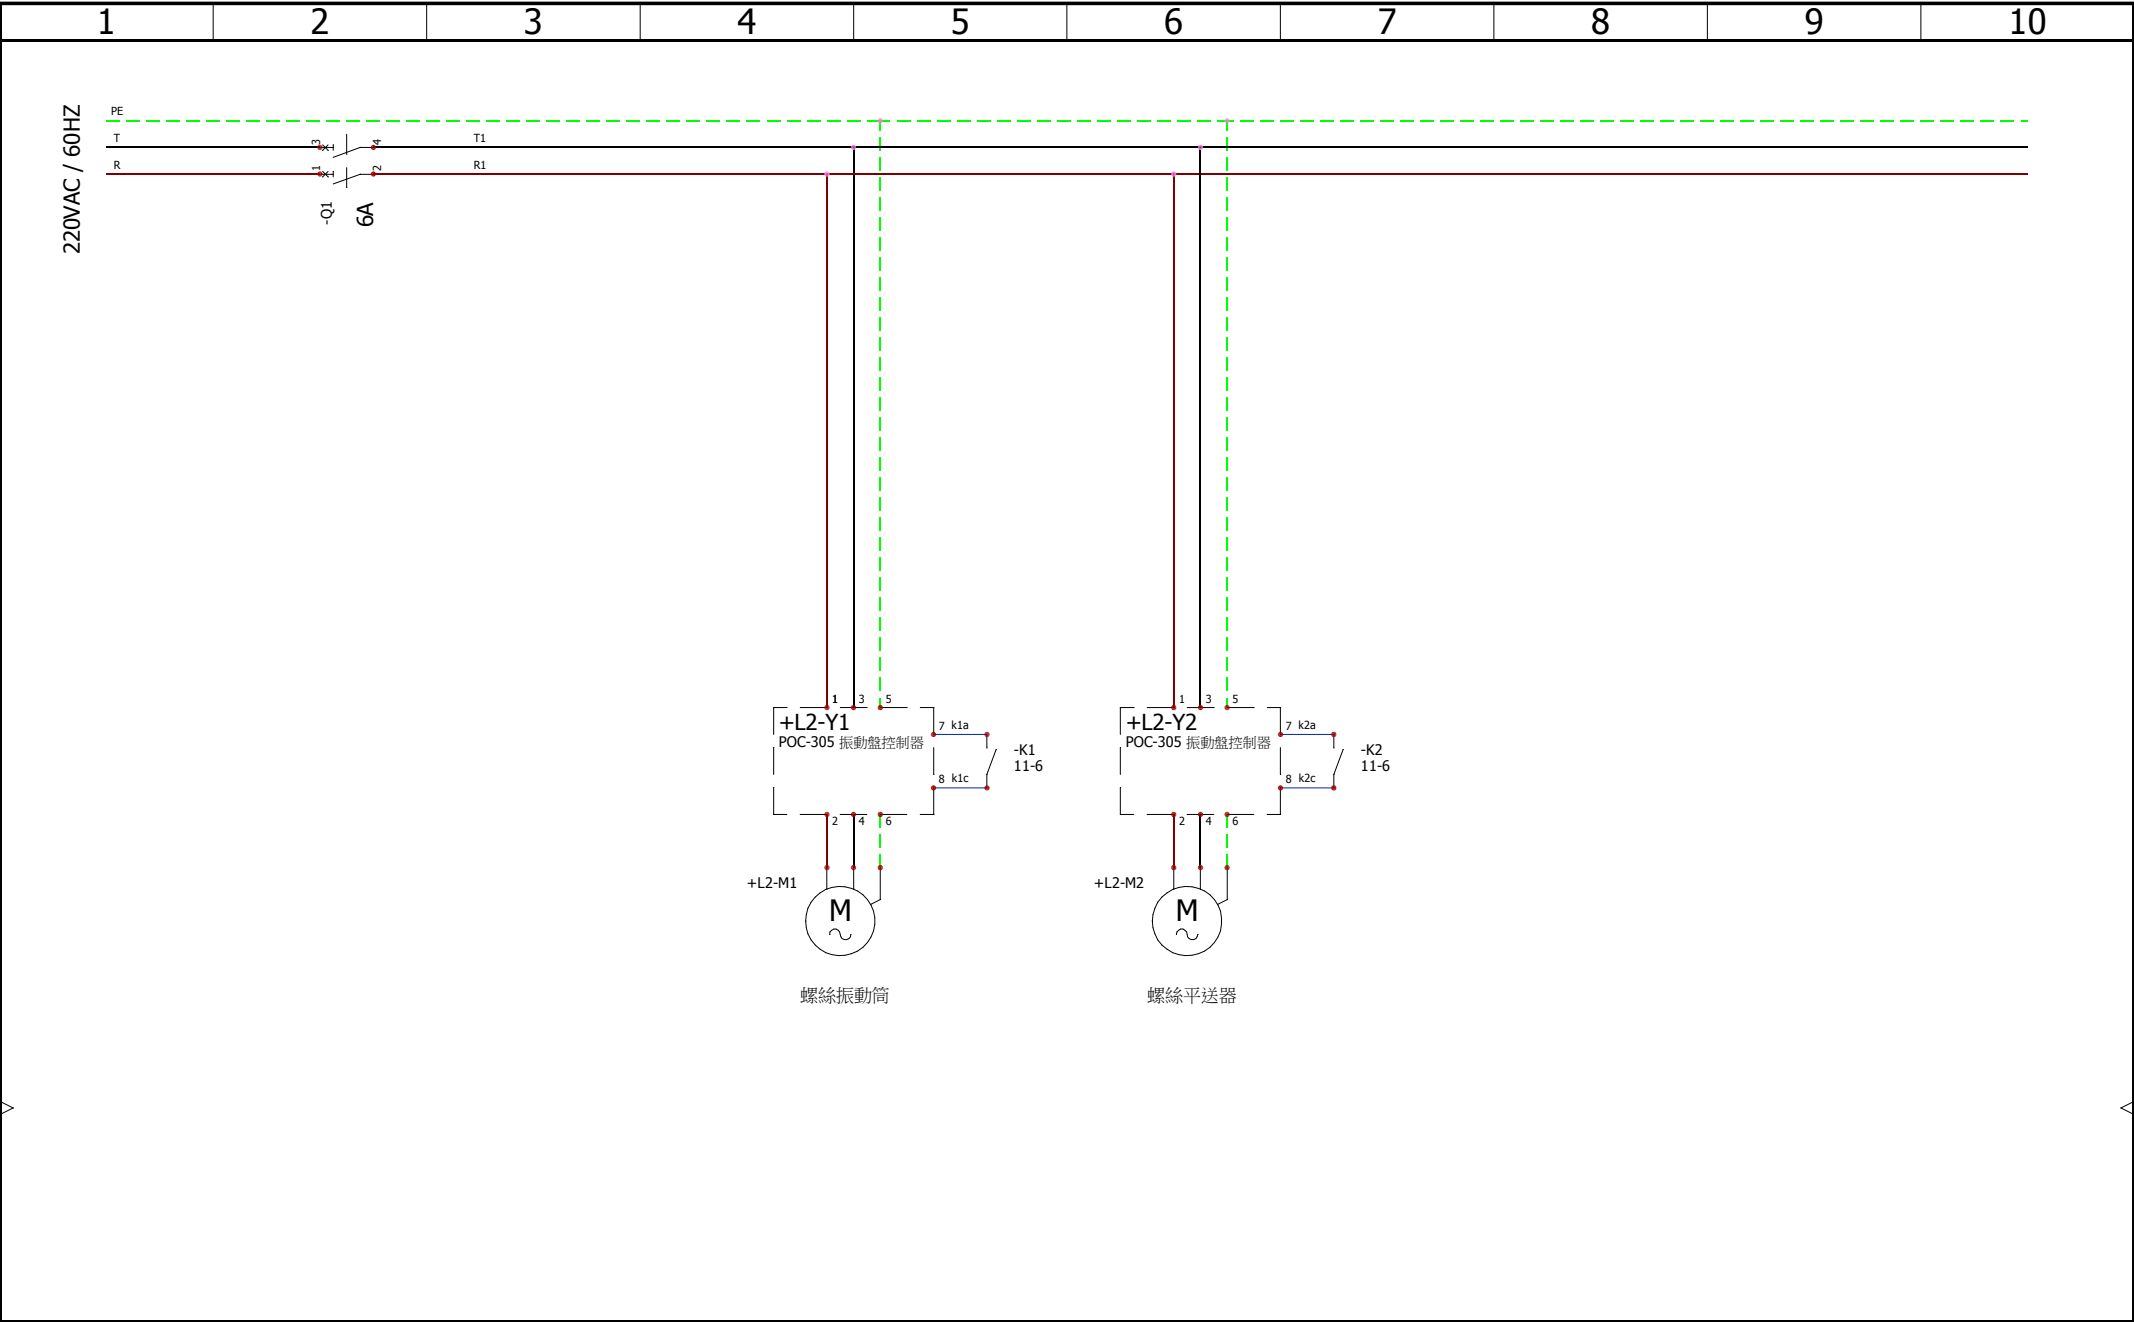 1 2 3 4 5 6 7 8 9 10
220VAC / 60HZ
PE
T 3 4 T1
R 1 2 R1
-Q1 6A
1 3 5
+L2-Y1
POC-305 振動盤控制器
7 k1a
-K1
11-6
8 k1c
2 4 6
+L2-M1
M
螺絲振動筒
1 3 5
+L2-Y2
POC-305 振動盤控制器
7 k2a
-K2
11-6
8 k2c
2 4 6
+L2-M2
M
螺絲平送器